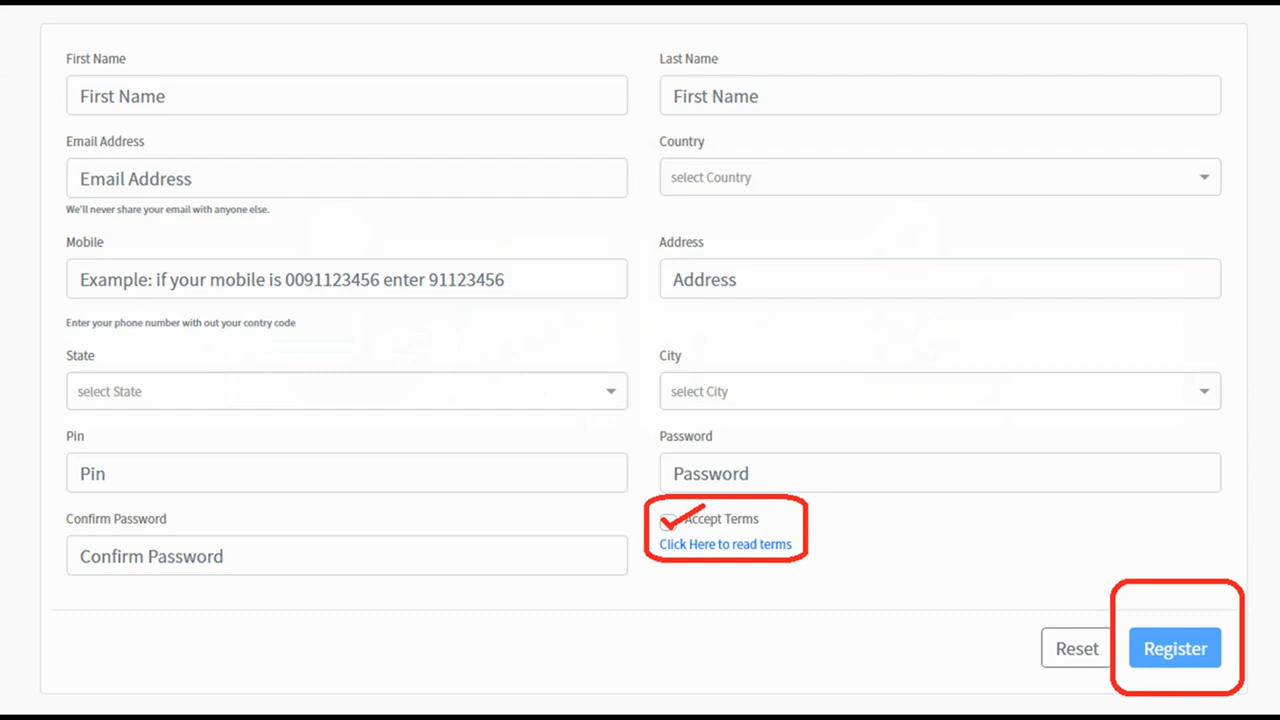 First Name
Last Name
First Name
First Name
Email Address
Country
Email Address
select Country
We'll never share your email with anyone else.
Mobile
Address
Example: if your mobile is 0091123456 enter 91123456
Address
Enter your phone number with out your contry code
State
City
select State
select City
Pin
Password
Pin
Password
Confirm Password
Accept Terms
Click Here to read terms
Confirm Password
Reset
Register